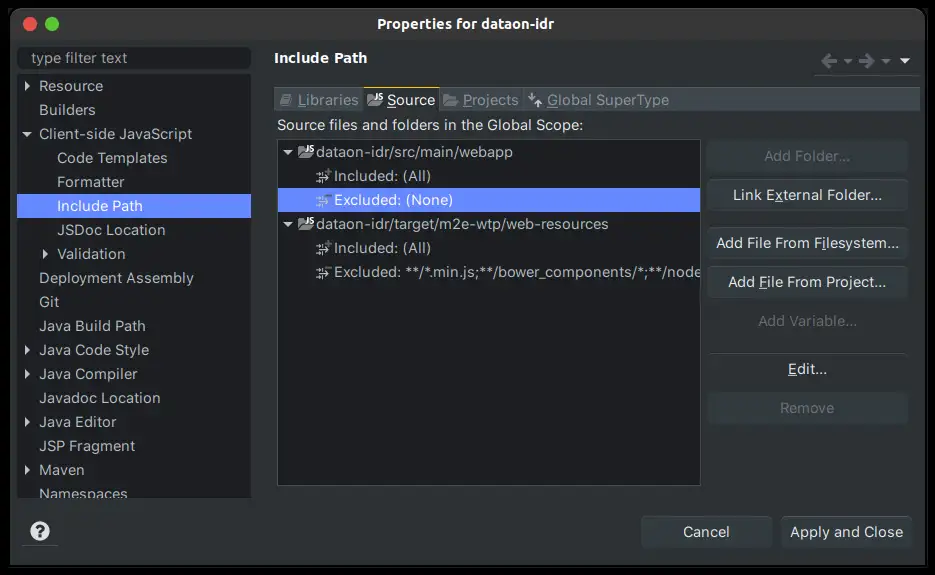 Properties for dataon-idr
type filter text
Resource
Builders
Client-side JavaScript
Code Templates
Formatter
Include Path
JSDoc Location
Validation
Deployment Assembly
Git
Java Build Path
Java Code Style
Java Compiler
Javadoc Location
Java Editor
JSP Fragment
Maven
Namespaces
Include Path
Libraries Source Projects Global SuperType
Source files and folders in the Global Scope:
dataon-idr/src/main/webapp
Included: (All)
Excluded: (None)
dataon-idr/target/m2e-wtp/web-resources
Included: (All)
Excluded: **/*.min.js;**/bower_components/*;**/node
Add Folder...
Link External Folder...
Add File From Filesystem...
Add File From Project...
Add Variable...
Edit...
Remove
?
Cancel
Apply and Close